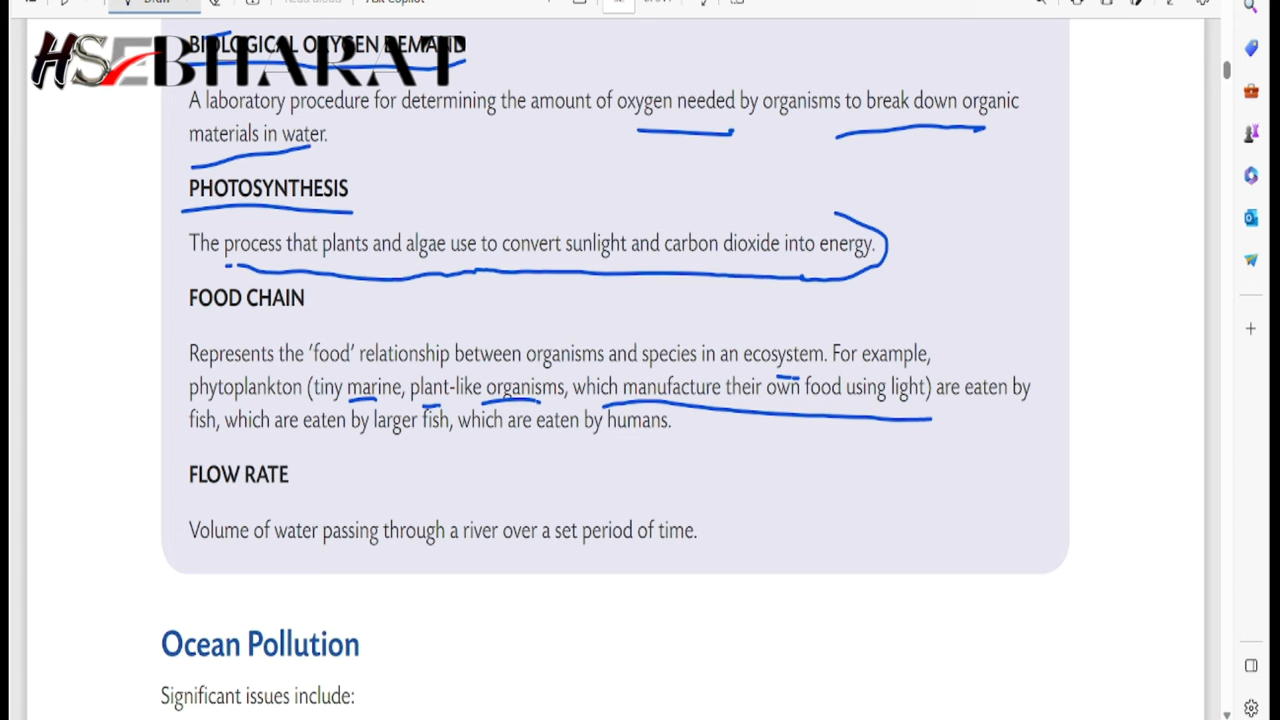 HSEBHARAT
BIOLOGICAL OXYGEN DEMAND
A laboratory procedure for determining the amount of oxygen needed by organisms to break down organic
materials in water.
PHOTOSYNTHESIS
The process that plants and algae use to convert sunlight and carbon dioxide into energy.
FOOD CHAIN
Represents the ‘food’ relationship between organisms and species in an ecosystem. For example,
phytoplankton (tiny marine, plant-like organisms, which manufacture their own food using light) are eaten by
fish, which are eaten by larger fish, which are eaten by humans.
FLOW RATE
Volume of water passing through a river over a set period of time.
Ocean Pollution
Significant issues include: